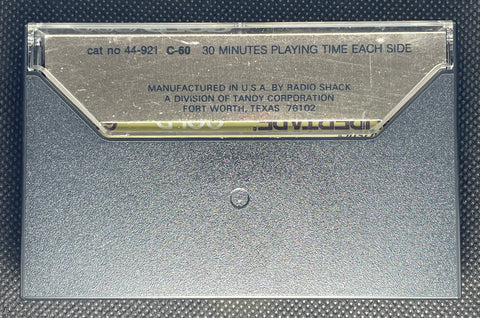 cat no 44-921 C-60 30 MINUTES PLAYING TIME EACH SIDE
MANUFACTURED IN U.S.A. BY RADIO SHACK
A DIVISION OF TANDY CORPORATION
FORT WORTH, TEXAS 76102